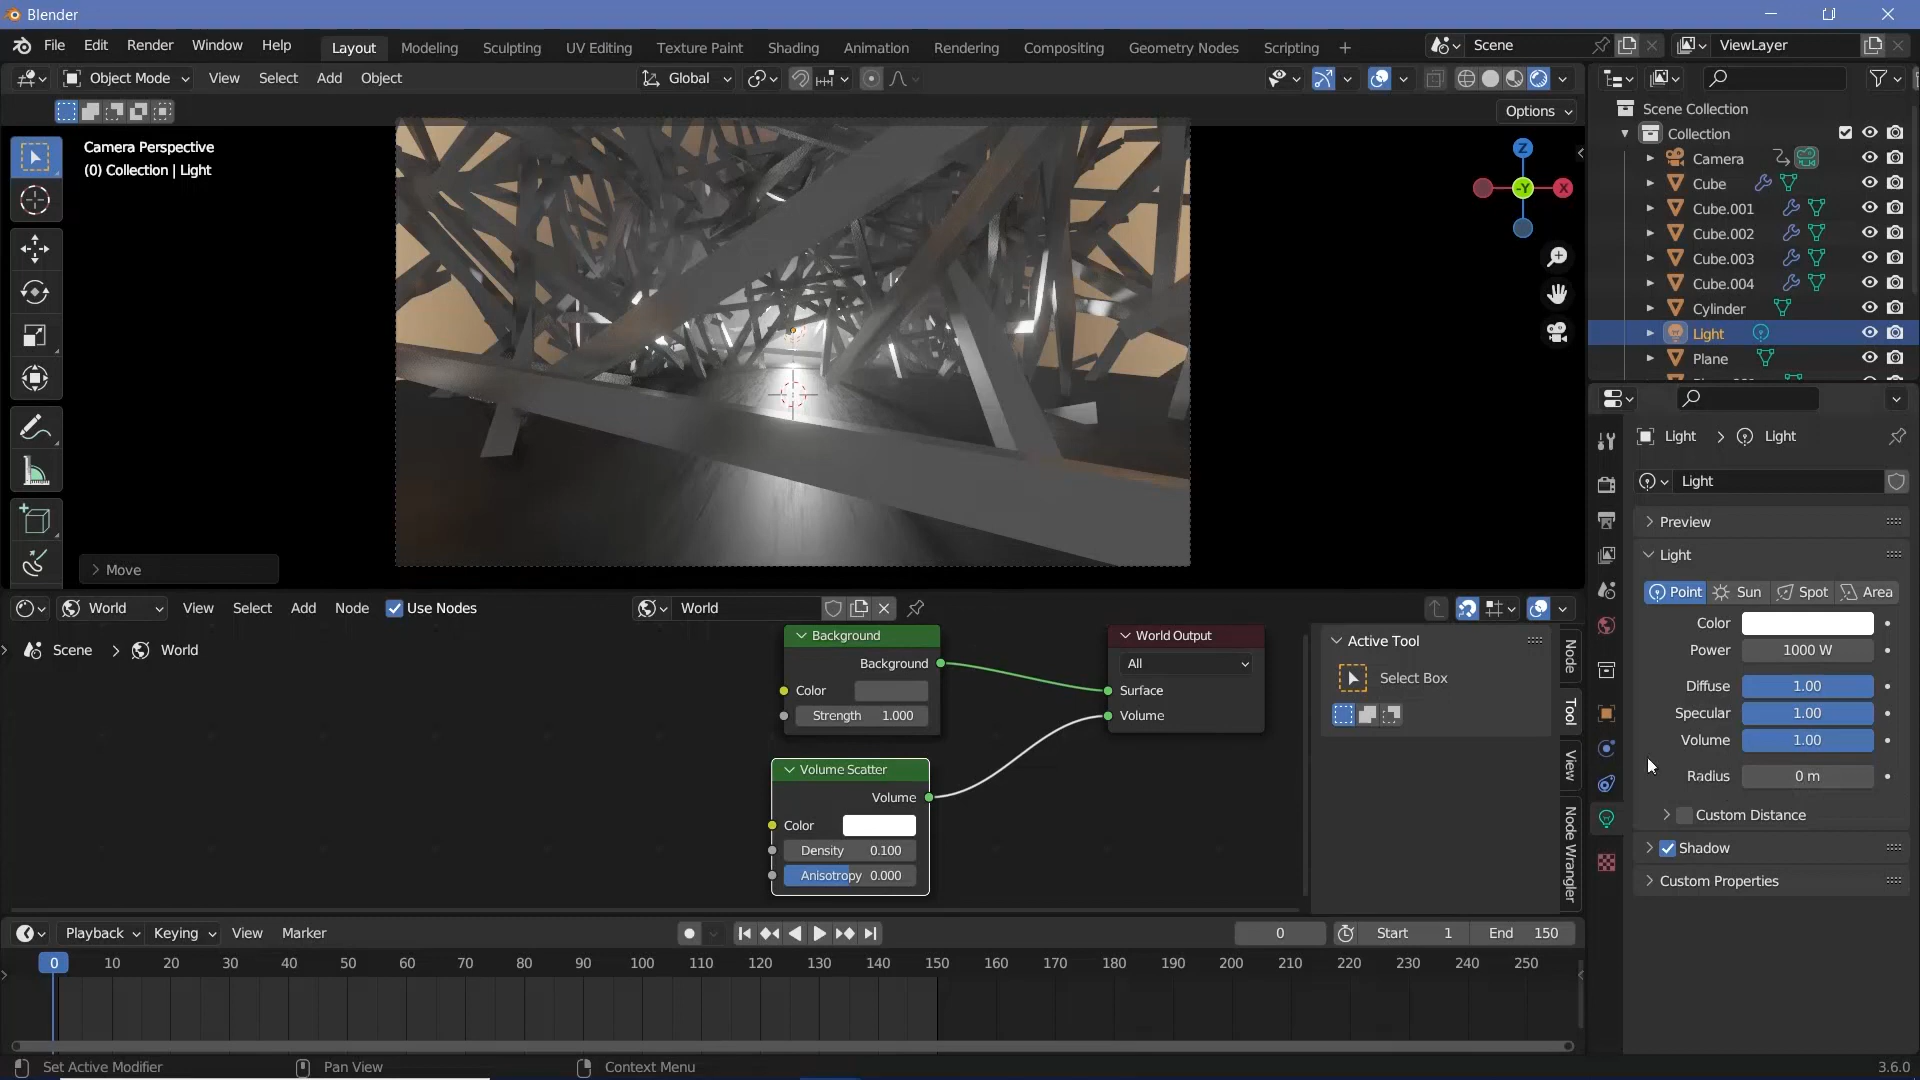 Blender
File Edit Render Window Help Layout Modeling Sculpting UV Editing Texture Paint Shading Animation Rendering Compositing Geometry Nodes Scripting + Scene ViewLayer
Object Mode View Select Add Object Global
Options
Camera Perspective
(0) Collection | Light
Z
-Y X
Move
Scene Collection
Collection
Camera
Cube
Cube.001
Cube.002
Cube.003
Cube.004
Cylinder
Light
Plane
Light > Light
Light
Preview
Light
Point Sun Spot Area
Color
Power 1000 W
Diffuse 1.00
Specular 1.00
Volume 1.00
Radius 0 m
Custom Distance
Shadow
Custom Properties
World View Select Add Node Use Nodes World
Scene > World
Background
Background
Color
Strength 1.000
Volume Scatter
Volume
Color
Density 0.100
Anisotropy 0.000
World Output
All
Surface
Volume
Active Tool
Select Box
Node
Tool
View
Node Wrangler
Playback Keying View Marker 0 Start 1 End 150
0 10 20 30 40 50 60 70 80 90 100 110 120 130 140 150 160 170 180 190 200 210 220 230 240 250
Set Active Modifier Pan View Context Menu 3.6.0